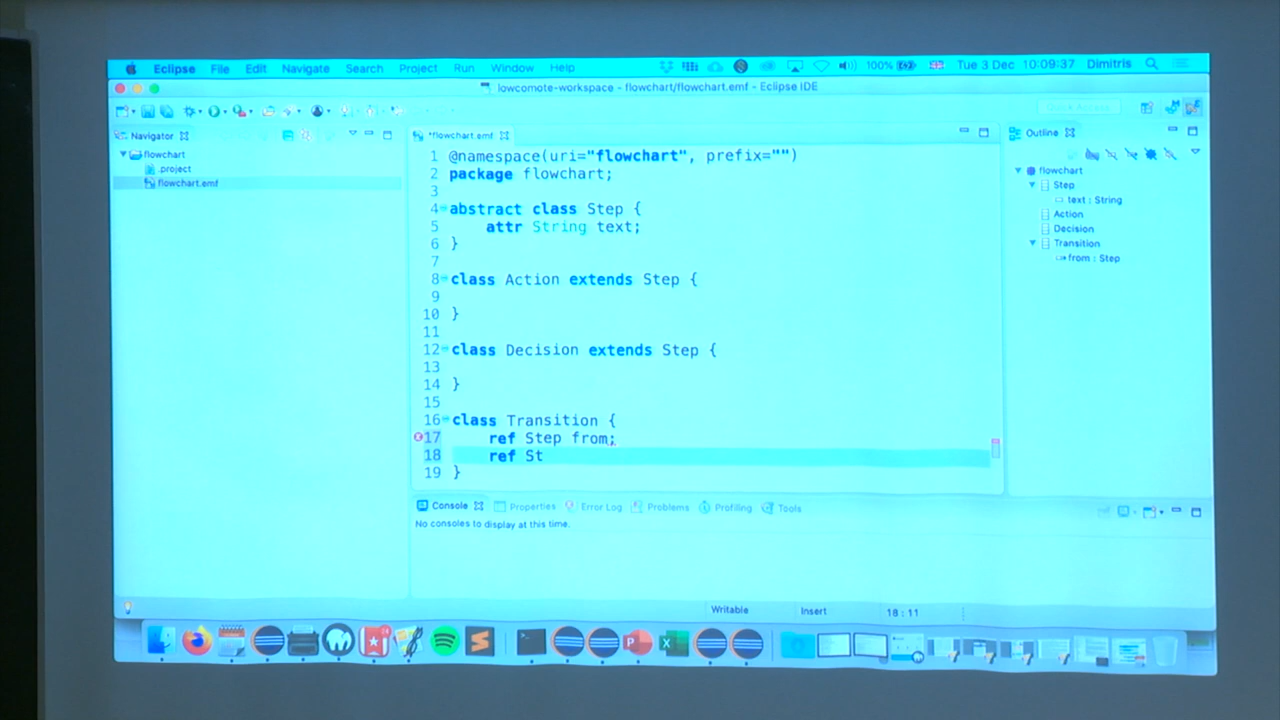 Eclipse File Edit Navigate Search Project Run Window Help 100% Tue 3 Dec 10:09:37 Dimitris
lowcomote-workspace - flowchart/flowchart.emf - Eclipse IDE
Quick Access
Navigator
flowchart
.project
flowchart.emf
*flowchart.emf
1 @namespace(uri="flowchart", prefix="")
2 package flowchart;
3
4 abstract class Step {
5 attr String text;
6 }
7
8 class Action extends Step {
9
10 }
11
12 class Decision extends Step {
13
14 }
15
16 class Transition {
17 ref Step from;
18 ref St
19 }
Outline
flowchart
Step
text : String
Action
Decision
Transition
from : Step
Console Properties Error Log Problems Profiling Tools
No consoles to display at this time.
Writable Insert 18 : 11